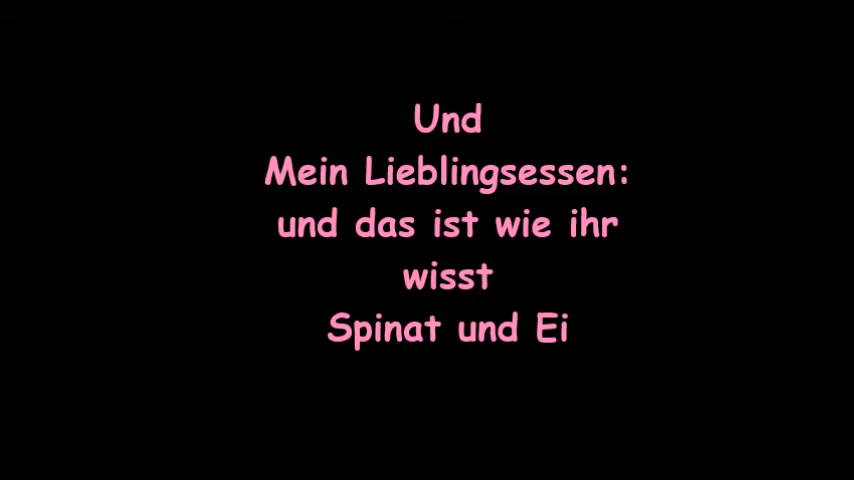 Und
Mein Lieblingsessen:
und das ist wie ihr
wisst
Spinat und Ei